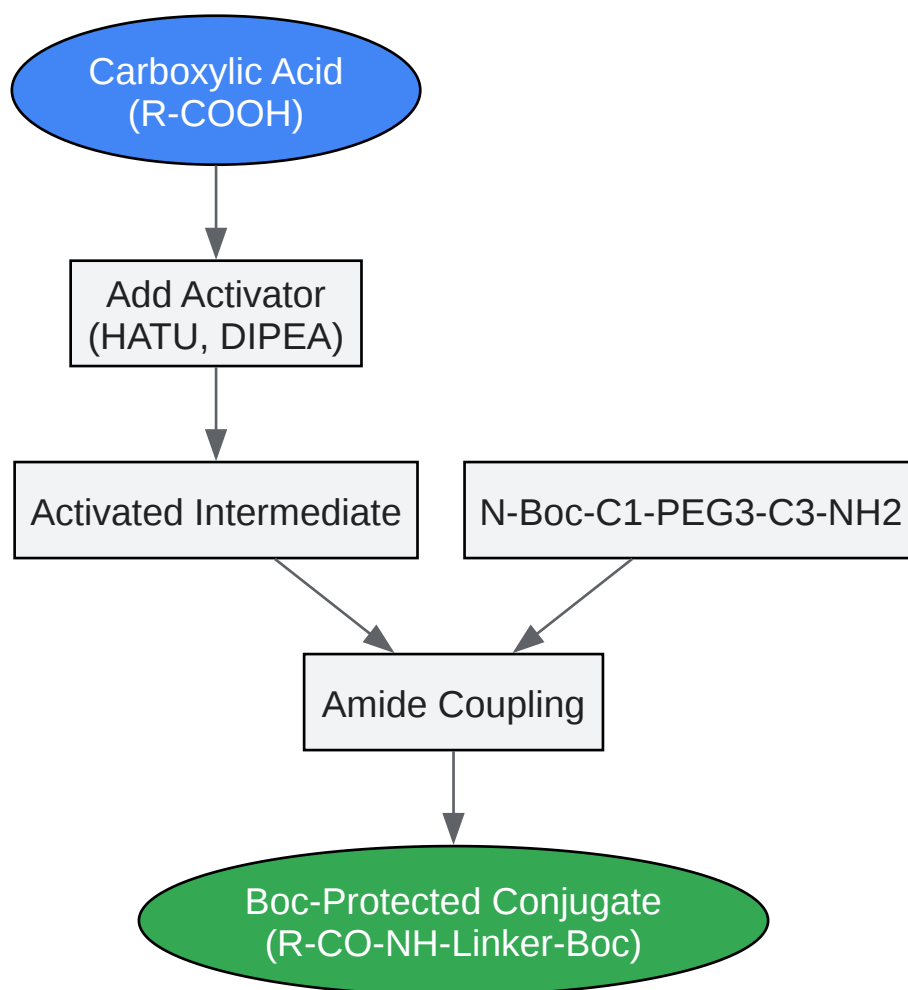 Carboxylic Acid
(R-COOH)
Add Activator
(HATU, DIPEA)
Activated Intermediate
N-Boc-C1-PEG3-C3-NH2
Amide Coupling
Boc-Protected Conjugate
(R-CO-NH-Linker-Boc)